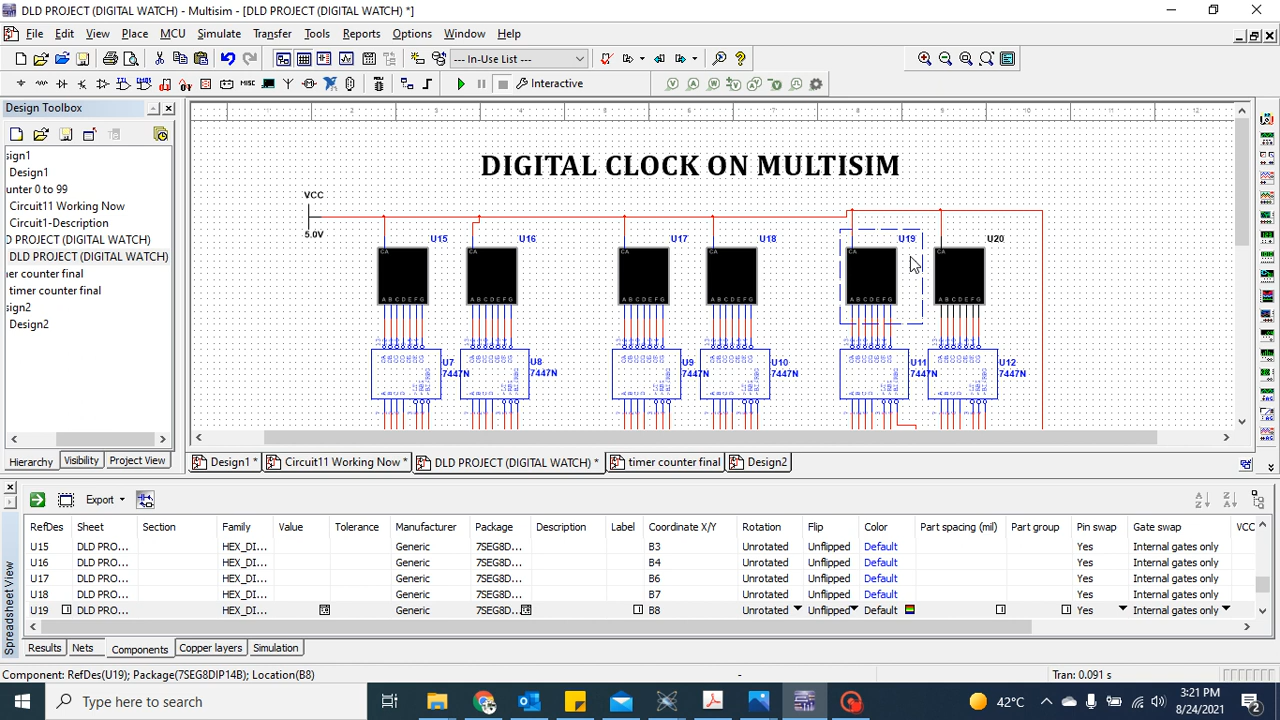 DLD PROJECT (DIGITAL WATCH) - Multisim - [DLD PROJECT (DIGITAL WATCH) *]
File Edit View Place MCU Simulate Transfer Tools Reports Options Window Help
--- In-Use List ---
Interactive
Design Toolbox
sign1
Design1
unter 0 to 99
Circuit11 Working Now
Circuit1-Description
D PROJECT (DIGITAL WATCH)
DLD PROJECT (DIGITAL WATCH)
ner counter final
timer counter final
sign2
Design2
Hierarchy Visibility Project View
DIGITAL CLOCK ON MULTISIM
VCC
5.0V
U15 U16 U17 U18 U19 U20
CA CA CA CA CA CA
A B C D E F G A B C D E F G A B C D E F G A B C D E F G A B C D E F G A B C D E F G
U7 U8 U9 U10 U11 U12
7447N 7447N 7447N 7447N 7447N 7447N
Design1 * Circuit11 Working Now * DLD PROJECT (DIGITAL WATCH) * timer counter final Design2
Export
RefDes Sheet Section Family Value Tolerance Manufacturer Package Description Label Coordinate X/Y Rotation Flip Color Part spacing (mil) Part group Pin swap Gate swap VCC
U15 DLD PRO... HEX_DI... Generic 7SEG8D... B3 Unrotated Unflipped Default Yes Internal gates only
U16 DLD PRO... HEX_DI... Generic 7SEG8D... B4 Unrotated Unflipped Default Yes Internal gates only
U17 DLD PRO... HEX_DI... Generic 7SEG8D... B6 Unrotated Unflipped Default Yes Internal gates only
U18 DLD PRO... HEX_DI... Generic 7SEG8D... B7 Unrotated Unflipped Default Yes Internal gates only
U19 DLD PRO... HEX_DI... Generic 7SEG8D... B8 Unrotated Unflipped Default Yes Internal gates only
Spreadsheet View
Results Nets Components Copper layers Simulation
Component: RefDes(U19); Package(7SEG8DIP14B); Location(B8) - Tran: 0.091 s
Type here to search
42°C
3:21 PM
8/24/2021
2